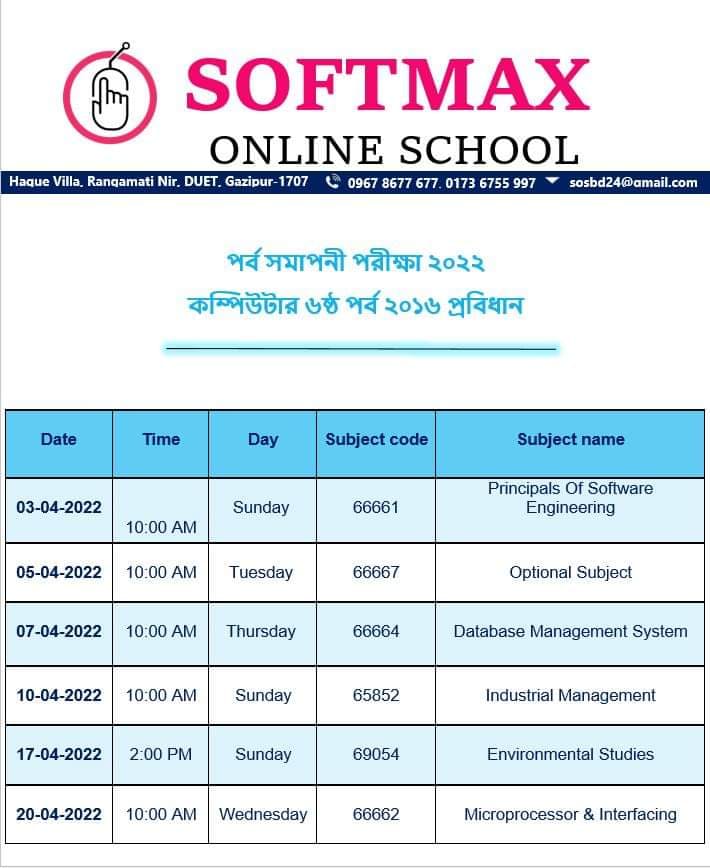 SOFTMAX
ONLINE SCHOOL
Haque Villa, Rangamati Nir, DUET, Gazipur-1707 0967 8677 677. 0173 6755 997 sosbd24@gmail.com
পর্ব সমাপনী পরীক্ষা ২০২২
কম্পিউটার ৬ষ্ঠ পর্ব ২০১৬ প্রবিধান
Date Time Day Subject code Subject name
03-04-2022 10:00 AM Sunday 66661 Principals Of Software
Engineering
05-04-2022 10:00 AM Tuesday 66667 Optional Subject
07-04-2022 10:00 AM Thursday 66664 Database Management System
10-04-2022 10:00 AM Sunday 65852 Industrial Management
17-04-2022 2:00 PM Sunday 69054 Environmental Studies
20-04-2022 10:00 AM Wednesday 66662 Microprocessor & Interfacing